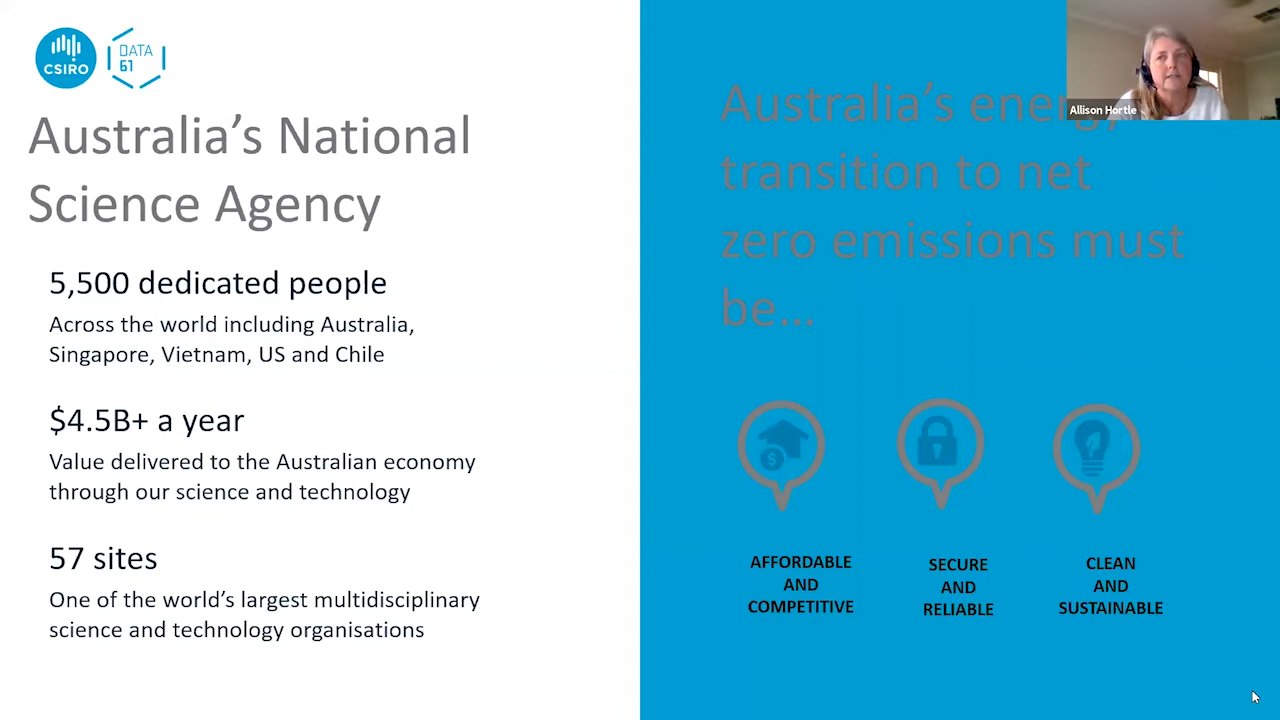 CSIRO
DATA
61
Australia's National
Science Agency
5,500 dedicated people
Across the world including Australia,
Singapore, Vietnam, US and Chile
$4.5B+ a year
Value delivered to the Australian economy
through our science and technology
57 sites
One of the world's largest multidisciplinary
science and technology organisations
Australia's energy
transition to net
zero emissions must
be...
Allison Hortle
$
AFFORDABLE
AND
COMPETITIVE
SECURE
AND
RELIABLE
CLEAN
AND
SUSTAINABLE